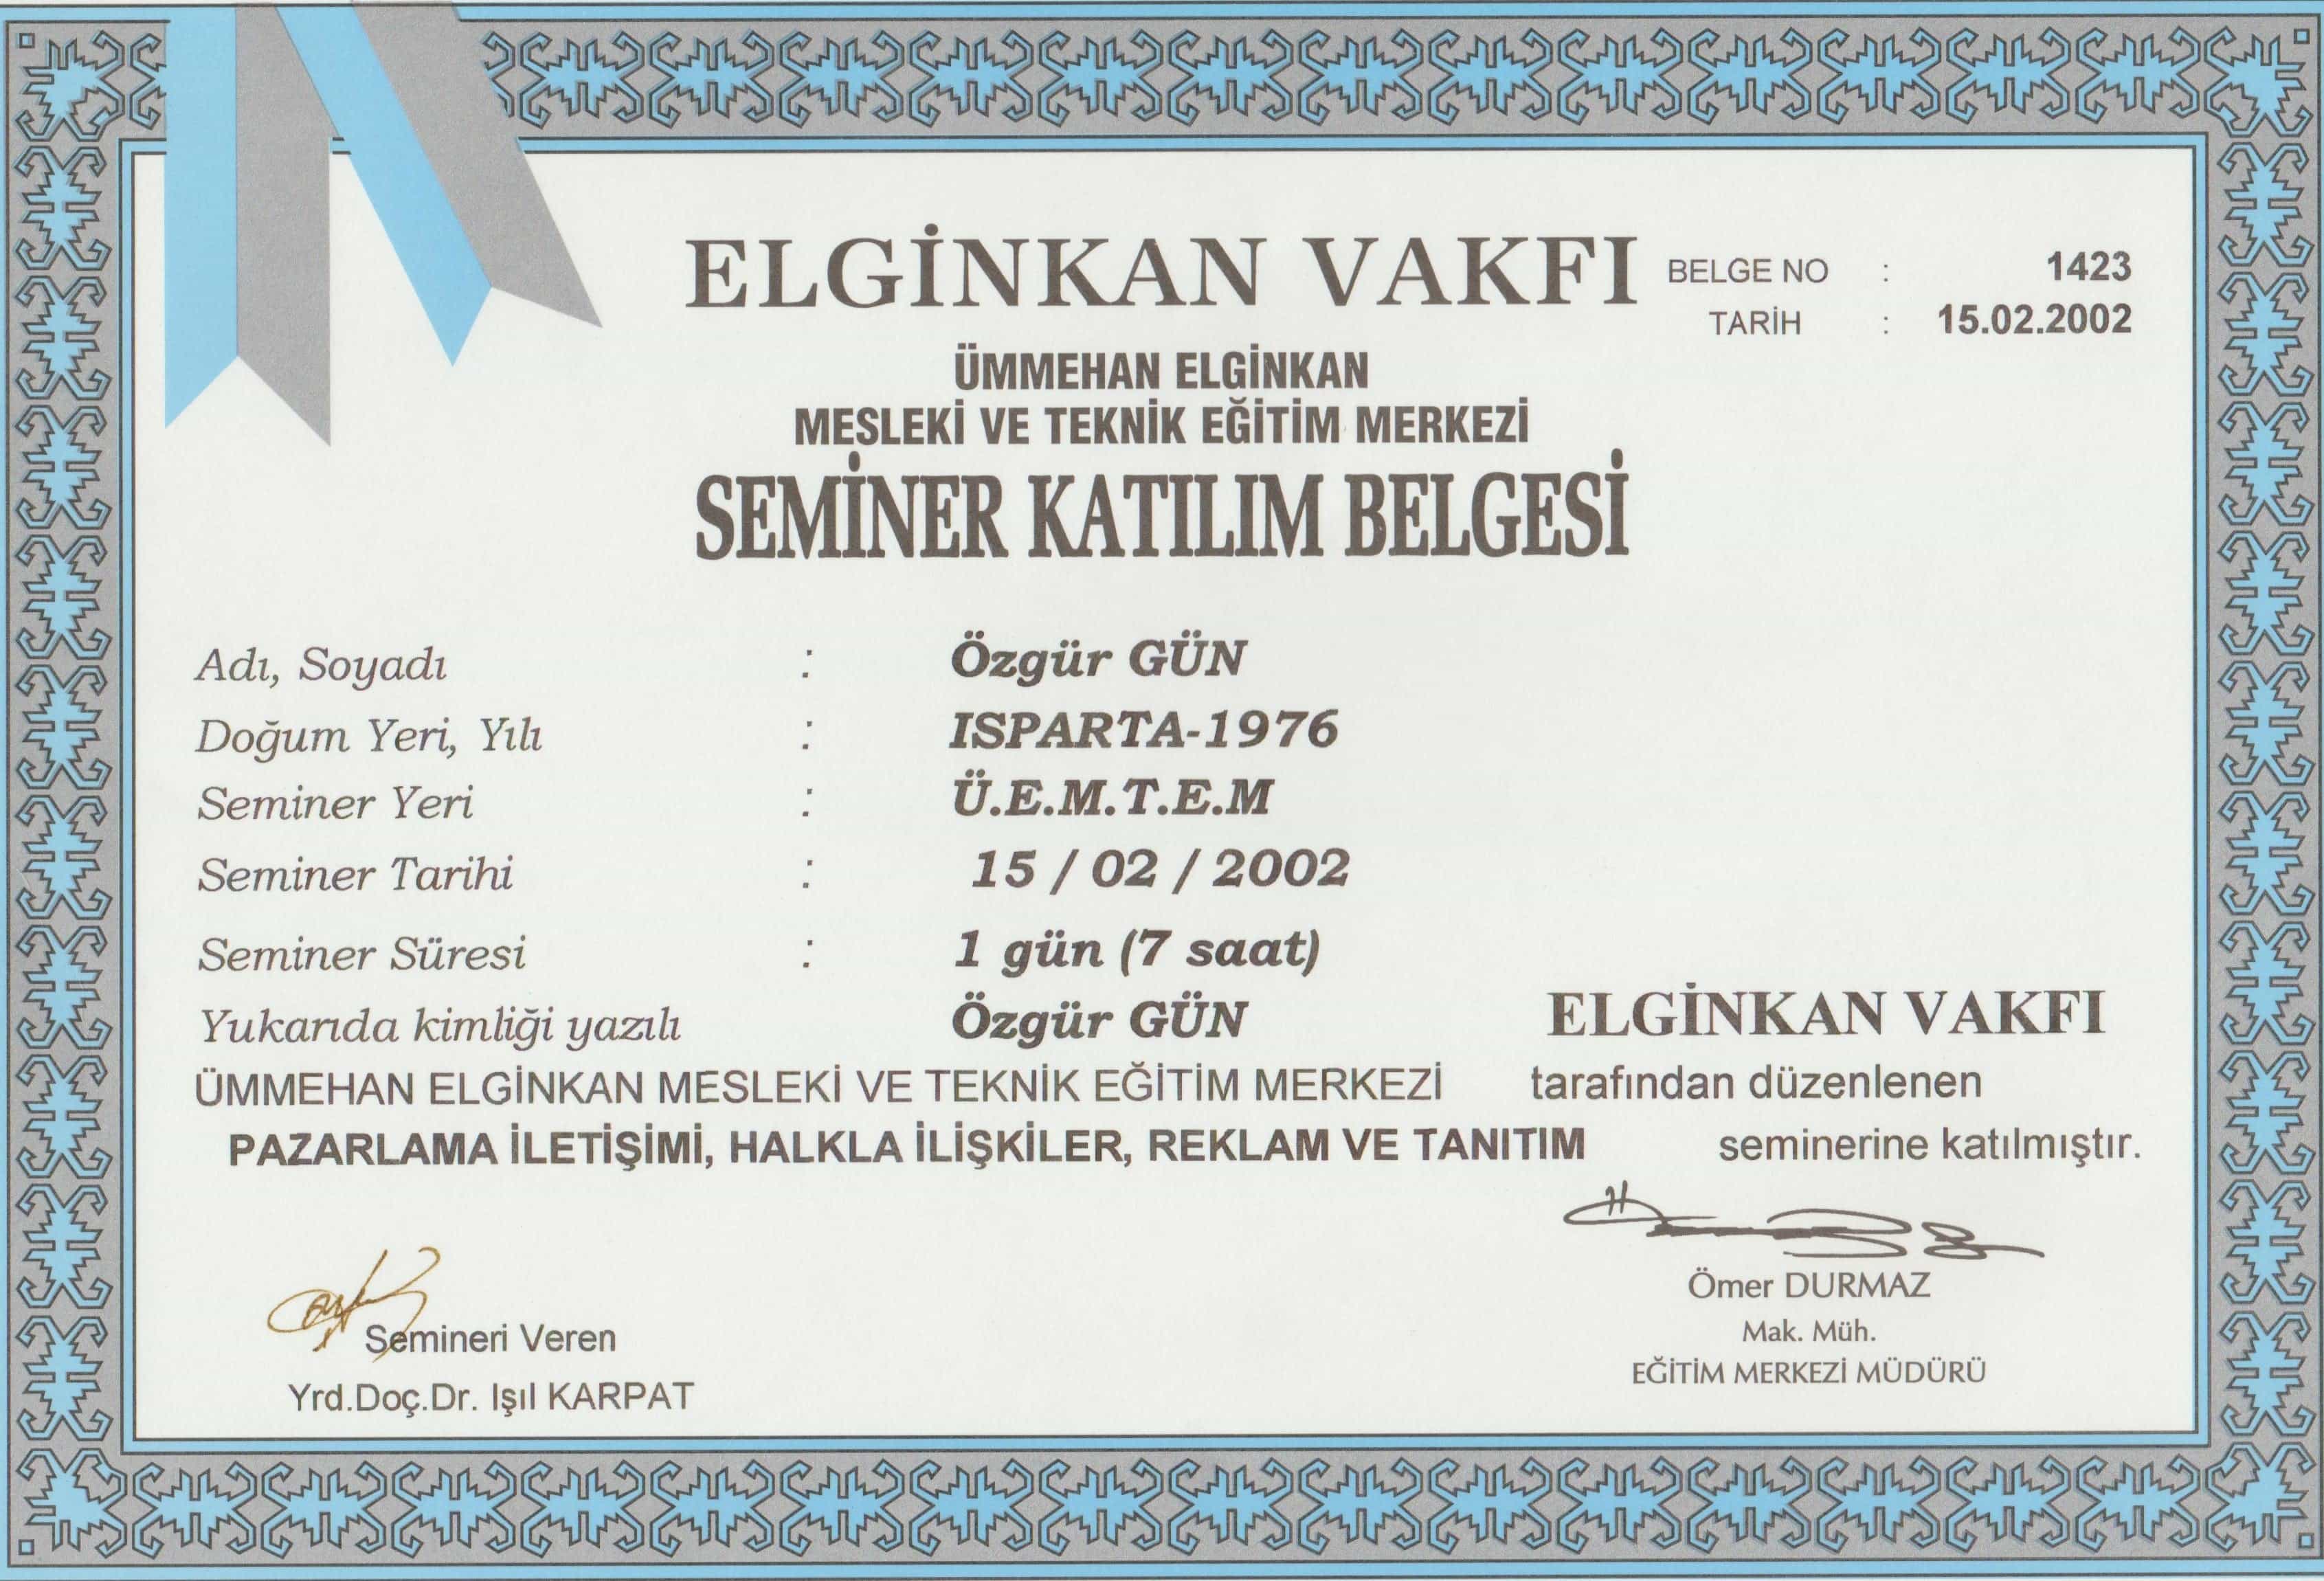 ELGİNKAN VAKFI
BELGE NO : 1423
TARİH : 15.02.2002
ÜMMEHAN ELGİNKAN
MESLEKİ VE TEKNİK EĞİTİM MERKEZİ
SEMİNER KATILIM BELGESİ
Adı, Soyadı : Özgür GÜN
Doğum Yeri, Yılı : ISPARTA-1976
Seminer Yeri : Ü.E.M.T.E.M
Seminer Tarihi : 15 / 02 / 2002
Seminer Süresi : 1 gün (7 saat)
Yukarıda kimliği yazılı Özgür GÜN ELGİNKAN VAKFI
ÜMMEHAN ELGİNKAN MESLEKİ VE TEKNİK EĞİTİM MERKEZİ tarafından düzenlenen
PAZARLAMA İLETİŞİMİ, HALKLA İLİŞKİLER, REKLAM VE TANITIM seminerine katılmıştır.
Semineri Veren
Yrd.Doç.Dr. Işıl KARPAT
Ömer DURMAZ
Mak. Müh.
EĞİTİM MERKEZİ MÜDÜRÜ